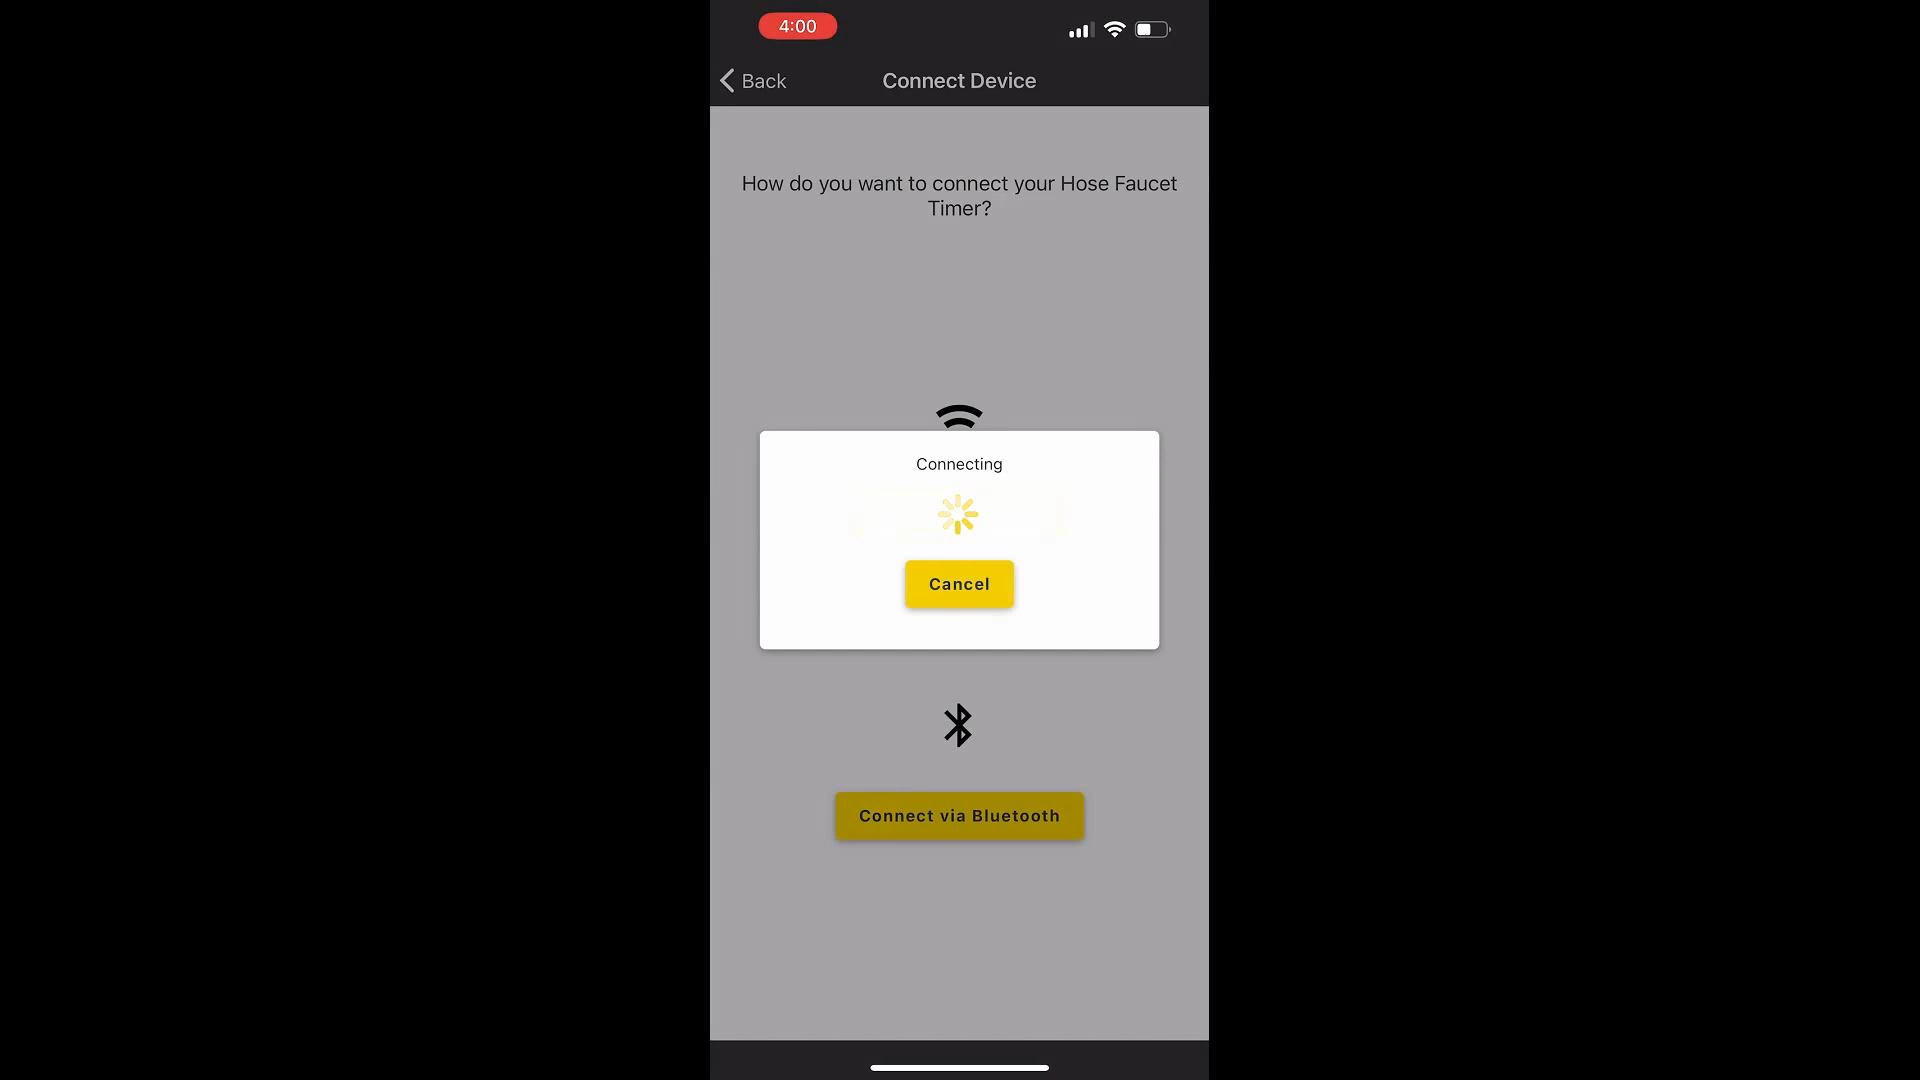 4:00
Back
Connect Device
How do you want to connect your Hose Faucet
Timer?
Connecting
Cancel
Connect via Bluetooth